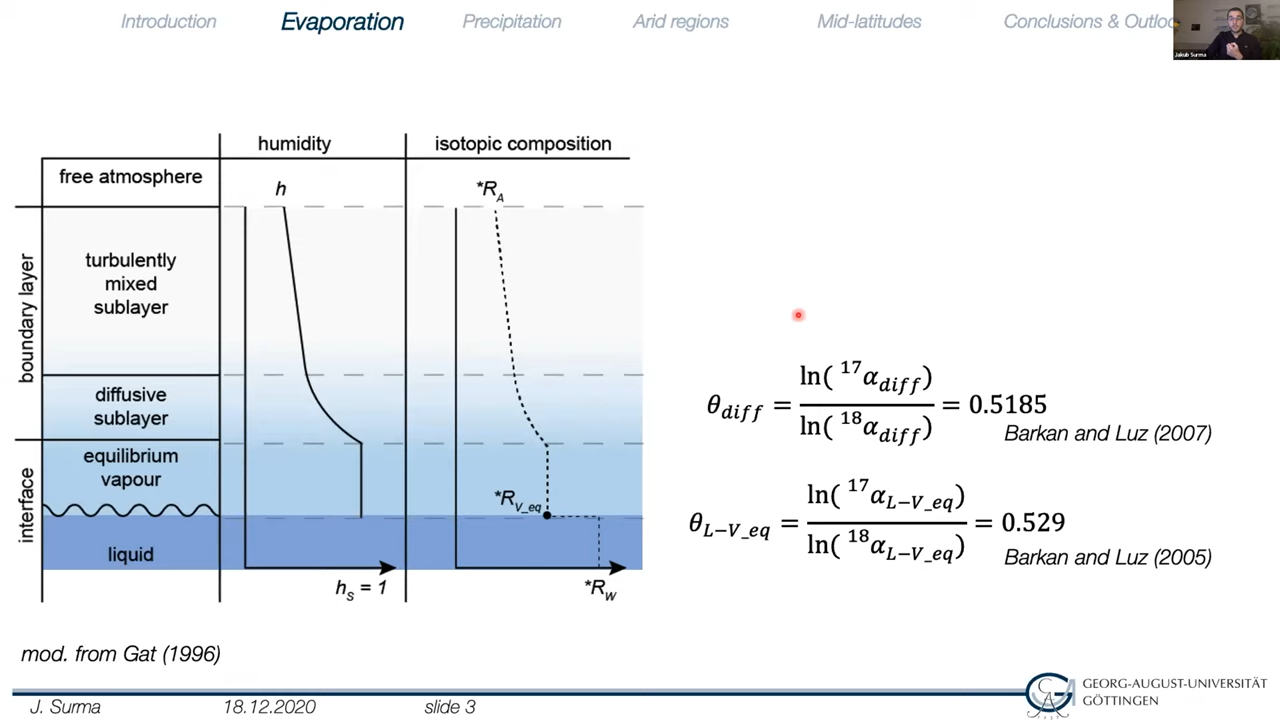 Introduction Evaporation Precipitation Arid regions Mid-latitudes Conclusions & Outloo
Jakub Surma
humidity isotopic composition
free atmosphere h *R_A
boundary layer
turbulently
mixed
sublayer
diffusive
sublayer
interface
equilibrium
vapour
*R_V_eq
liquid
h_s = 1 *R_W
θ_diff = ln(¹⁷α_diff) / ln(¹⁸α_diff) = 0.5185
Barkan and Luz (2007)
θ_L−V_eq = ln(¹⁷α_L−V_eq) / ln(¹⁸α_L−V_eq) = 0.529
Barkan and Luz (2005)
mod. from Gat (1996)
J. Surma 18.12.2020 slide 3
GEORG-AUGUST-UNIVERSITÄT
GÖTTINGEN